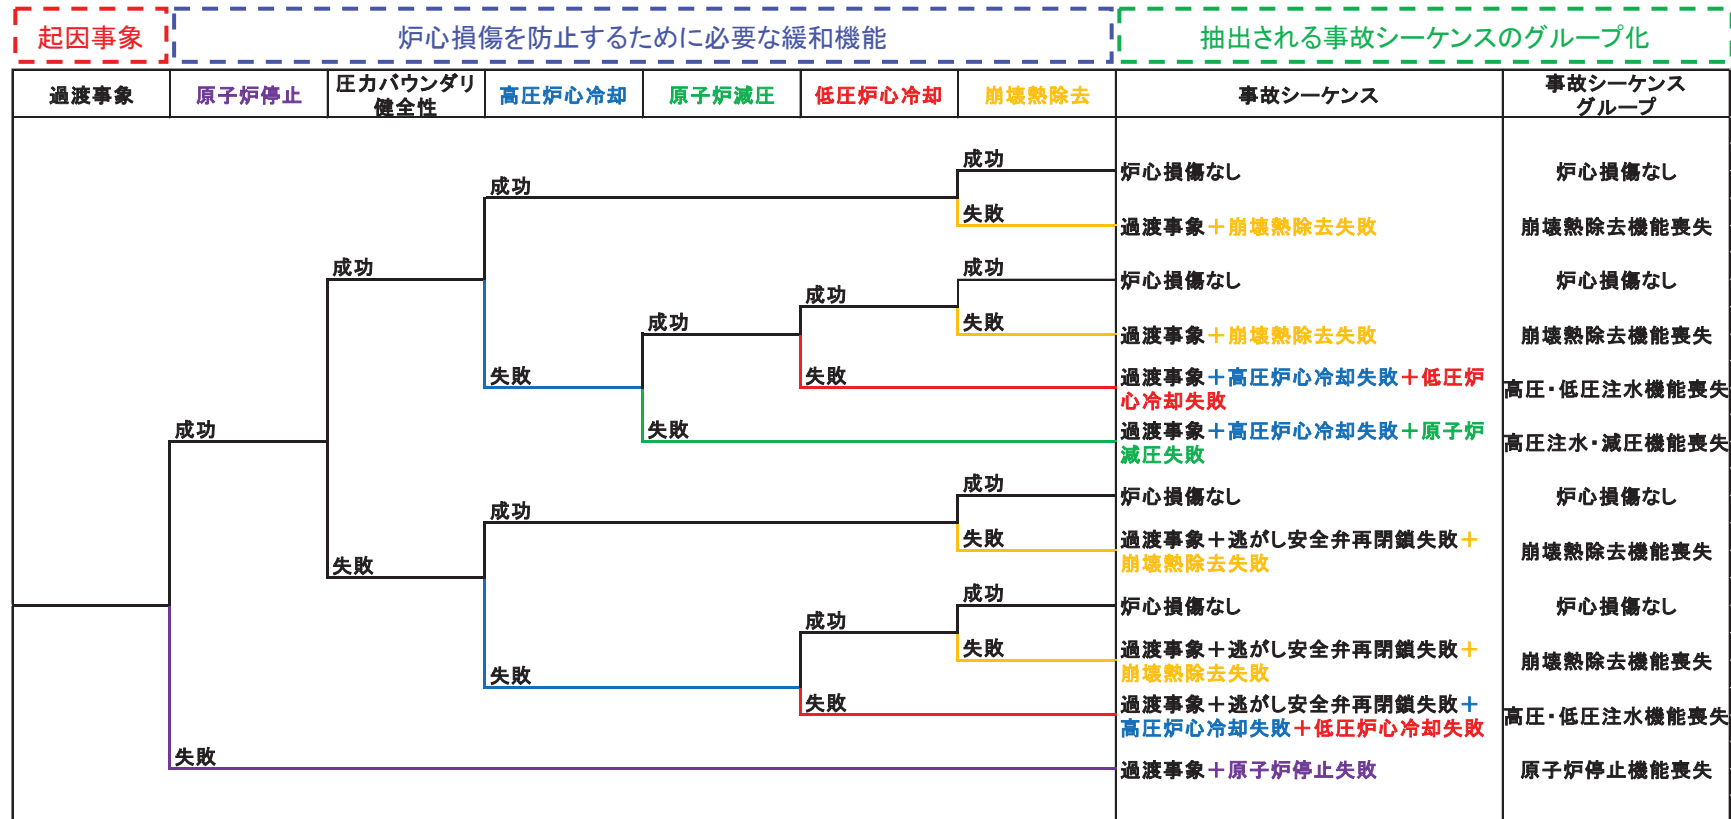 起因事象
炉心損傷を防止するために必要な緩和機能
抽出される事故シーケンスのグループ化
過渡事象
原子炉停止
圧力バウンダリ
健全性
高圧炉心冷却
原子炉減圧
低圧炉心冷却
崩壊熱除去
事故シーケンス
事故シーケンス
グループ
成功
炉心損傷なし
炉心損傷なし
成功
失敗
過渡事象＋崩壊熱除去失敗
崩壊熱除去機能喪失
成功
成功
炉心損傷なし
炉心損傷なし
成功
成功
失敗
過渡事象＋崩壊熱除去失敗
崩壊熱除去機能喪失
失敗
失敗
過渡事象＋高圧炉心冷却失敗＋低圧炉
心冷却失敗
高圧・低圧注水機能喪失
成功
失敗
過渡事象＋高圧炉心冷却失敗＋原子炉
減圧失敗
高圧注水・減圧機能喪失
成功
炉心損傷なし
炉心損傷なし
成功
失敗
過渡事象＋逃がし安全弁再閉鎖失敗＋
崩壊熱除去失敗
崩壊熱除去機能喪失
失敗
成功
炉心損傷なし
炉心損傷なし
成功
失敗
過渡事象＋逃がし安全弁再閉鎖失敗＋
崩壊熱除去失敗
崩壊熱除去機能喪失
失敗
失敗
過渡事象＋逃がし安全弁再閉鎖失敗＋
高圧炉心冷却失敗＋低圧炉心冷却失敗
高圧・低圧注水機能喪失
失敗
過渡事象＋原子炉停止失敗
原子炉停止機能喪失